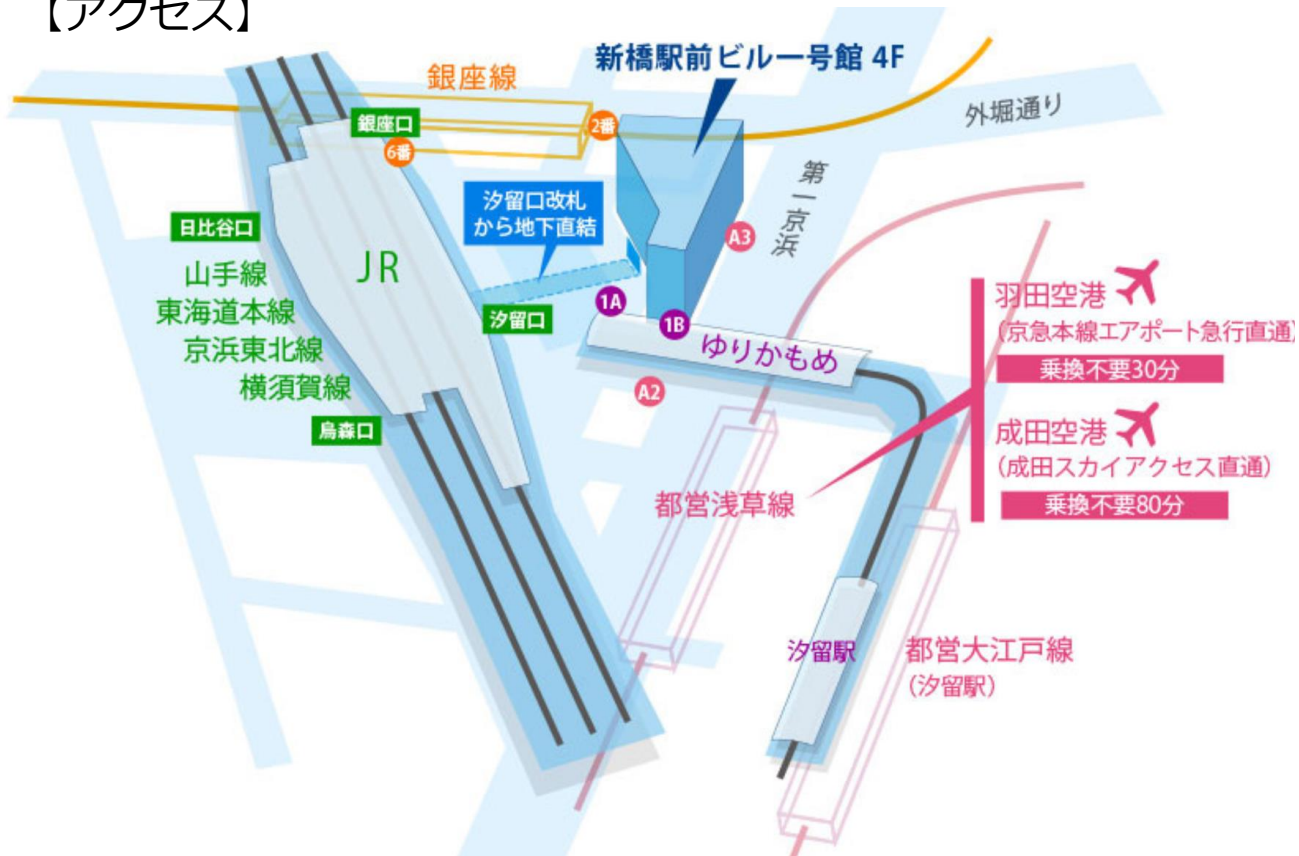 【アクセス】
新橋駅前ビル一号館 4F
銀座線
外堀通り
銀座口
2番
6番
第一京浜
汐留口改札
から地下直結
日比谷口
A3
山手線
JR
東海道本線
京浜東北線
横須賀線
1A
汐留口
1B
ゆりかもめ
羽田空港
(京急本線エアポート急行直通)
乗換不要30分
A2
烏森口
成田空港
(成田スカイアクセス直通)
乗換不要80分
都営浅草線
汐留駅
都営大江戸線
(汐留駅)